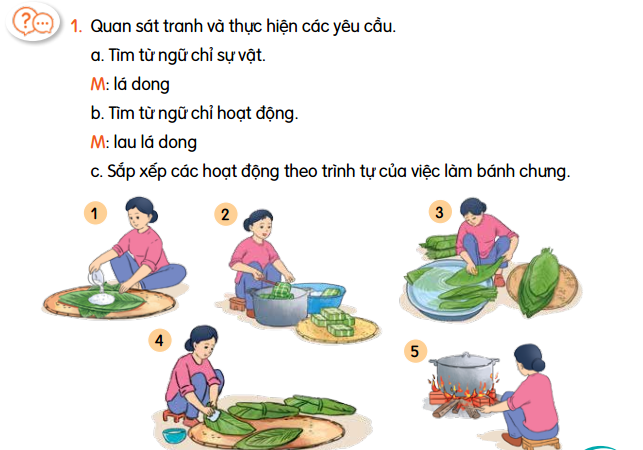 1. Quan sát tranh và thực hiện các yêu cầu.
a. Tìm từ ngữ chỉ sự vật.
M: lá dong
b. Tìm từ ngữ chỉ hoạt động.
M: lau lá dong
c. Sắp xếp các hoạt động theo trình tự của việc làm bánh chưng.
1
2
3
4
5